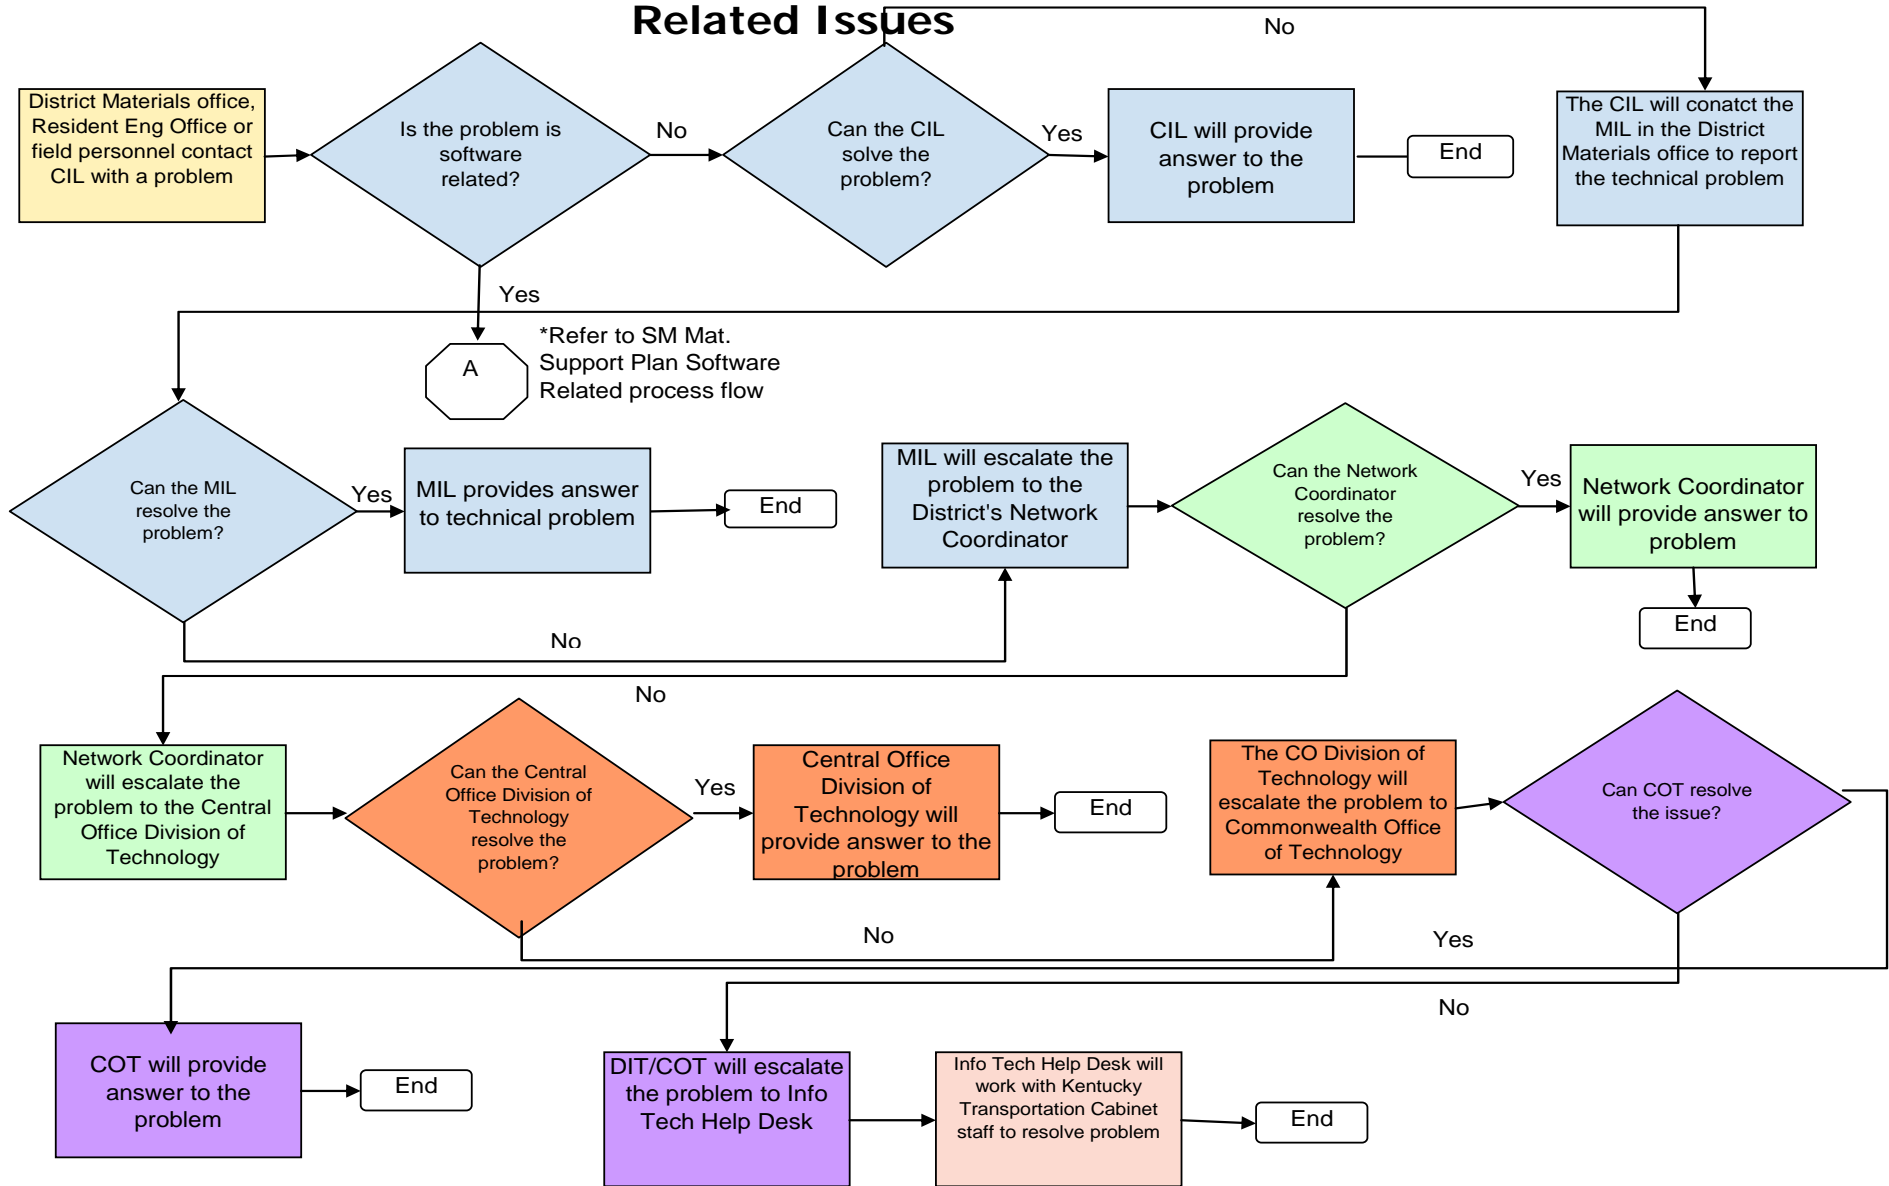 Related Issues
No
District Materials office,
Resident Eng Office or
field personnel contact
CIL with a problem
Is the problem is
software
related?
No
Can the CIL
solve the
problem?
Yes
CIL will provide
answer to the
problem
End
The CIL will conatct the
MIL in the District
Materials office to report
the technical problem
Yes
A
*Refer to SM Mat.
Support Plan Software
Related process flow
Can the MIL
resolve the
problem?
Yes
MIL provides answer
to technical problem
End
MIL will escalate the
problem to the
District's Network
Coordinator
Can the Network
Coordinator
resolve the
problem?
Yes
Network Coordinator
will provide answer to
problem
End
No
No
Network Coordinator
will escalate the
problem to the Central
Office Division of
Technology
Can the Central
Office Division of
Technology
resolve the
problem?
Yes
Central Office
Division of
Technology will
provide answer to the
problem
End
The CO Division of
Technology will
escalate the problem to
Commonwealth Office
of Technology
Can COT resolve
the issue?
No
Yes
No
COT will provide
answer to the
problem
End
DIT/COT will escalate
the problem to Info
Tech Help Desk
Info Tech Help Desk will
work with Kentucky
Transportation Cabinet
staff to resolve problem
End